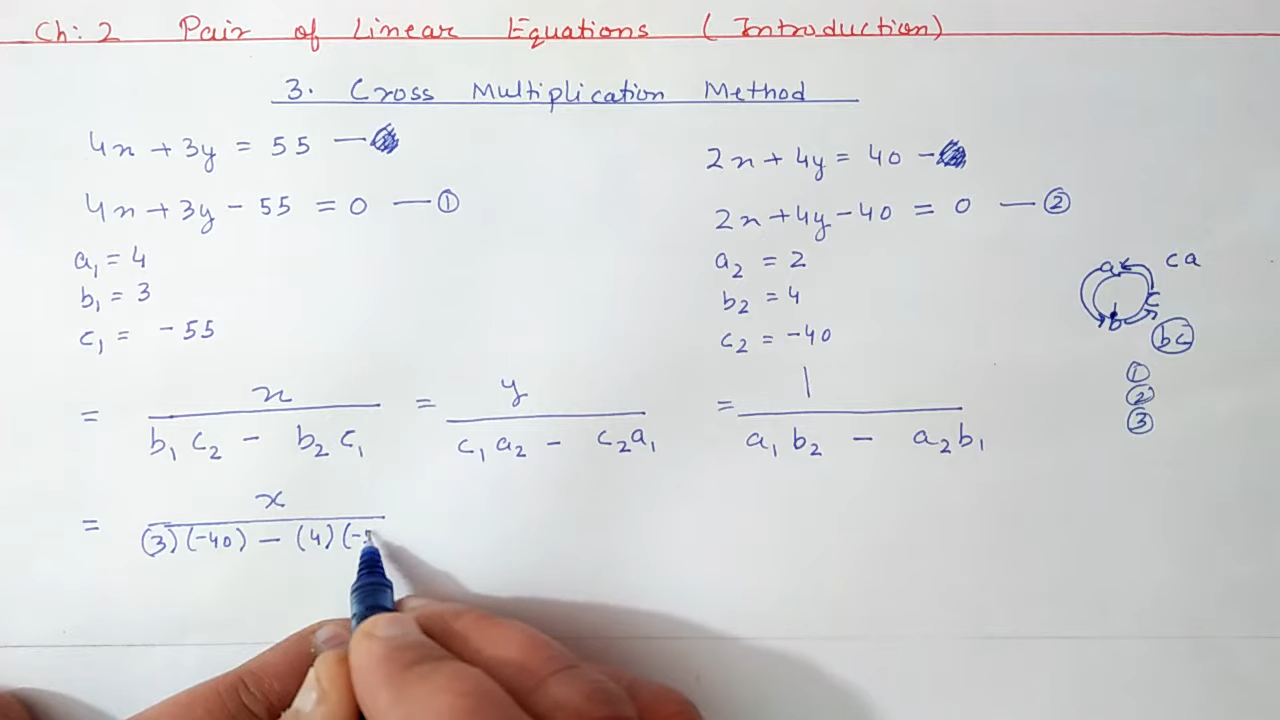 Ch: 2 Pair of Linear Equations (Introduction)
3. Cross Multiplication Method
4x + 3y = 55 —
2x + 4y = 40 -
4x + 3y - 55 = 0 — ①
2x + 4y - 40 = 0 — ②
a₁ = 4
a₂ = 2
b₁ = 3
b₂ = 4
c₁ = -55
c₂ = -40
a
c
b
ca
bc
①
②
③
= x / (b₁c₂ - b₂c₁) = y / (c₁a₂ - c₂a₁) = 1 / (a₁b₂ - a₂b₁)
= x / (3)(-40) - (4)(-5